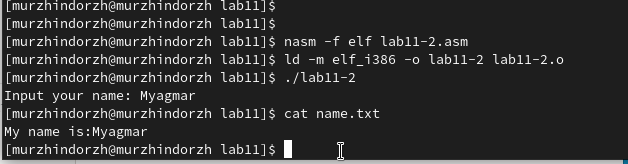 [murzhindorzh@murzhindorzh lab11]$
[murzhindorzh@murzhindorzh lab11]$
[murzhindorzh@murzhindorzh lab11]$ nasm -f elf lab11-2.asm
[murzhindorzh@murzhindorzh lab11]$ ld -m elf_i386 -o lab11-2 lab11-2.o
[murzhindorzh@murzhindorzh lab11]$ ./lab11-2
Input your name: Myagmar
[murzhindorzh@murzhindorzh lab11]$ cat name.txt
My name is:Myagmar
[murzhindorzh@murzhindorzh lab11]$